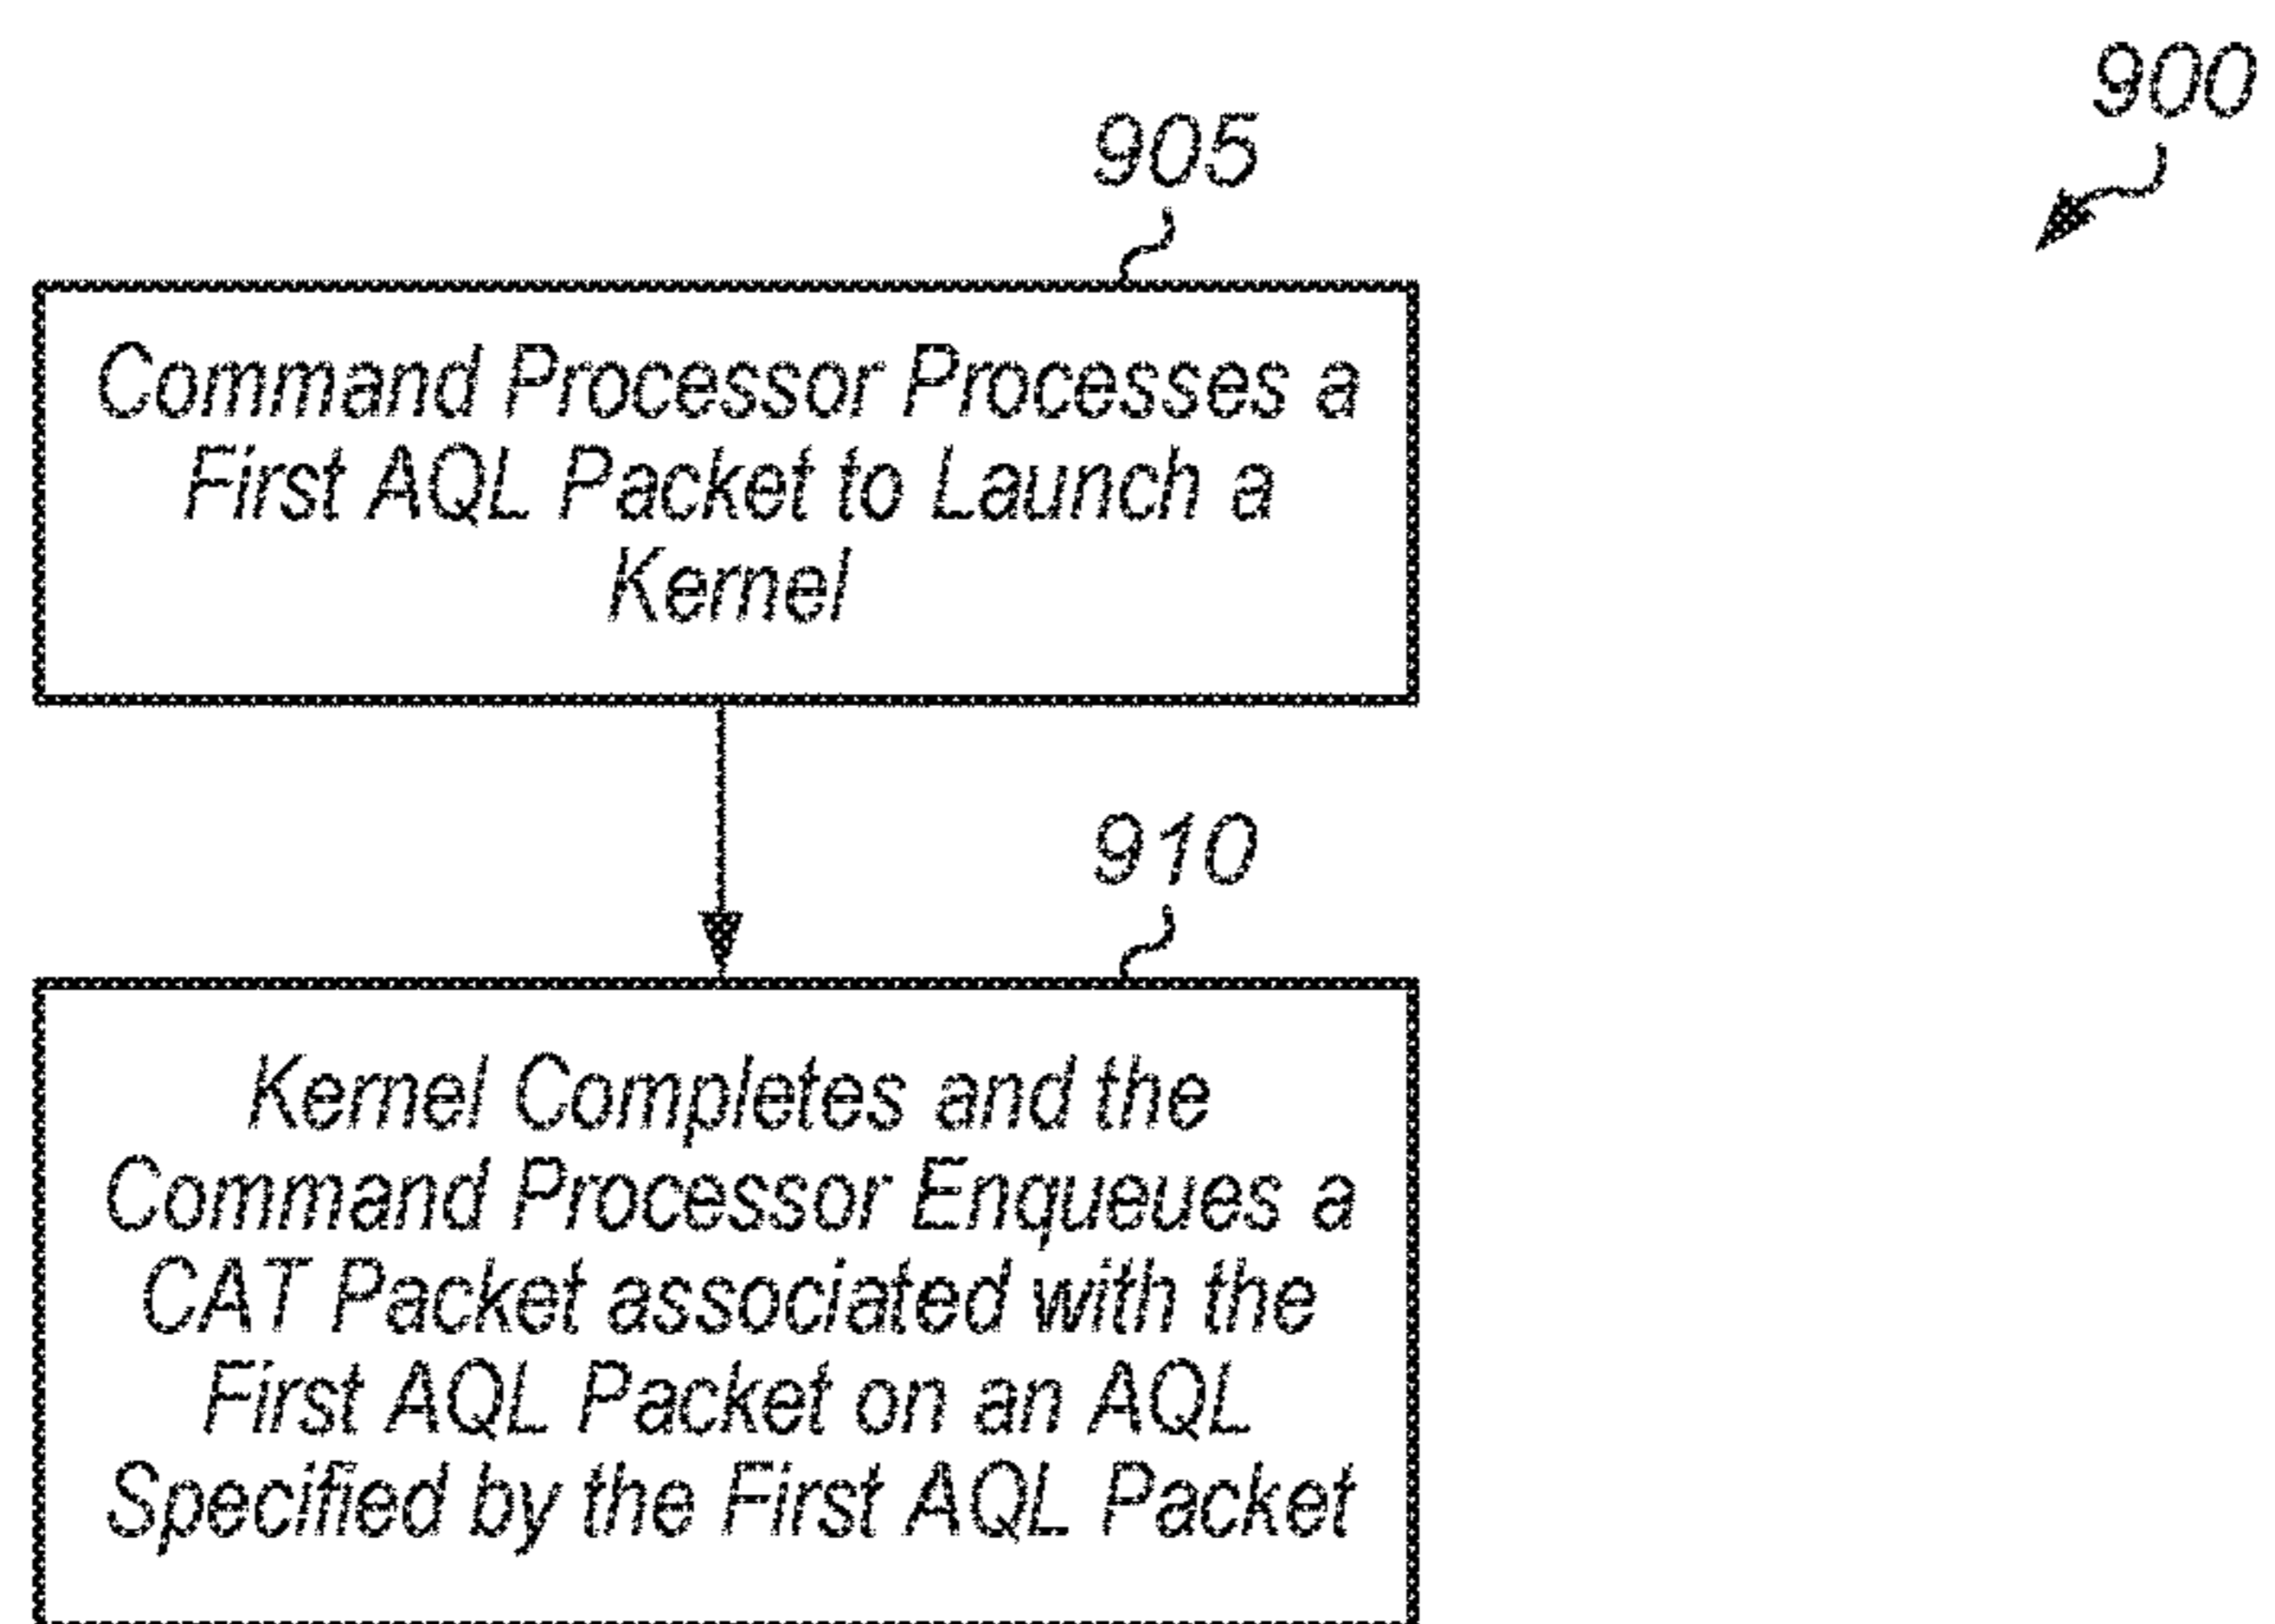 900
905
Command Processor Processes a
First AQL Packet to Launch a
Kernel
910
Kernel Completes and the
Command Processor Enqueues a
CAT Packet associated with the
First AQL Packet on an AQL
Specified by the First AQL Packet